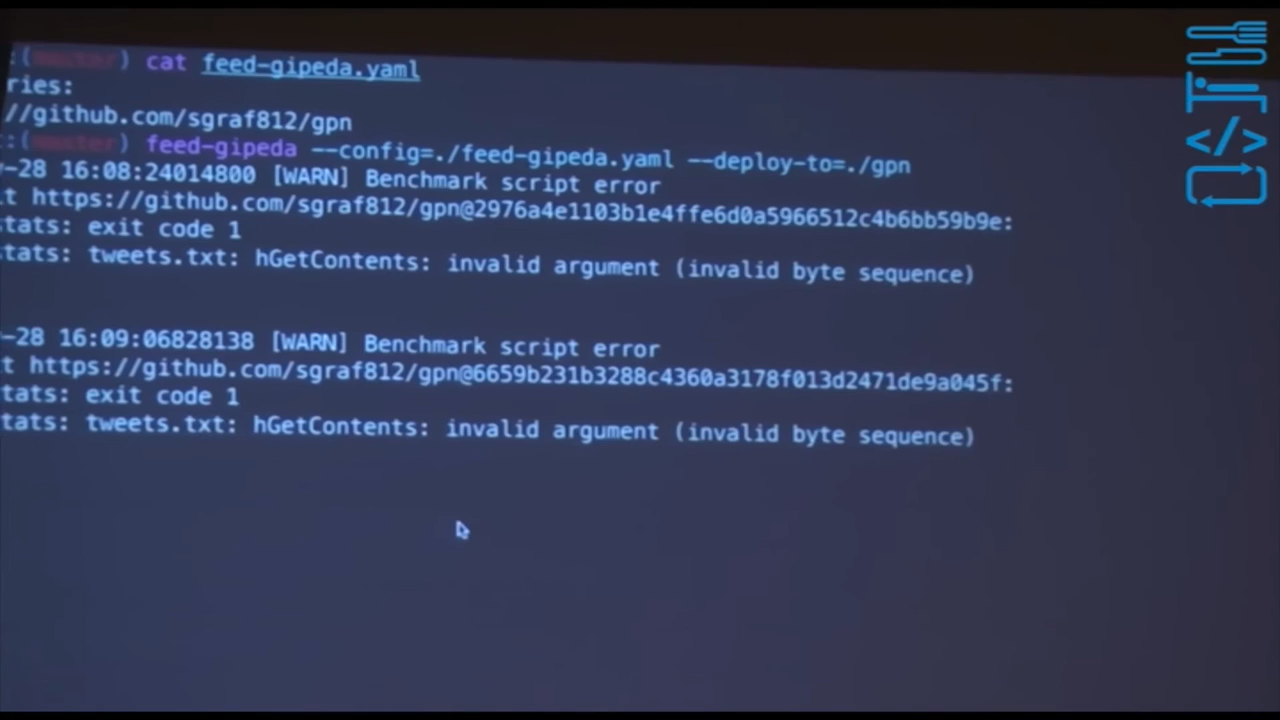 :( ) cat feed-gipeda.yaml
ries:
//github.com/sgraf812/gpn
:( ) feed-gipeda --config=./feed-gipeda.yaml --deploy-to=./gpn
-28 16:08:24014800 [WARN] Benchmark script error
t https://github.com/sgraf812/gpn@2976a4e1103b1e4ffe6d0a5966512c4b6bb59b9e:
tats: exit code 1
tats: tweets.txt: hGetContents: invalid argument (invalid byte sequence)
-28 16:09:06828138 [WARN] Benchmark script error
t https://github.com/sgraf812/gpn@6659b231b3288c4360a3178f013d2471de9a045f:
tats: exit code 1
tats: tweets.txt: hGetContents: invalid argument (invalid byte sequence)